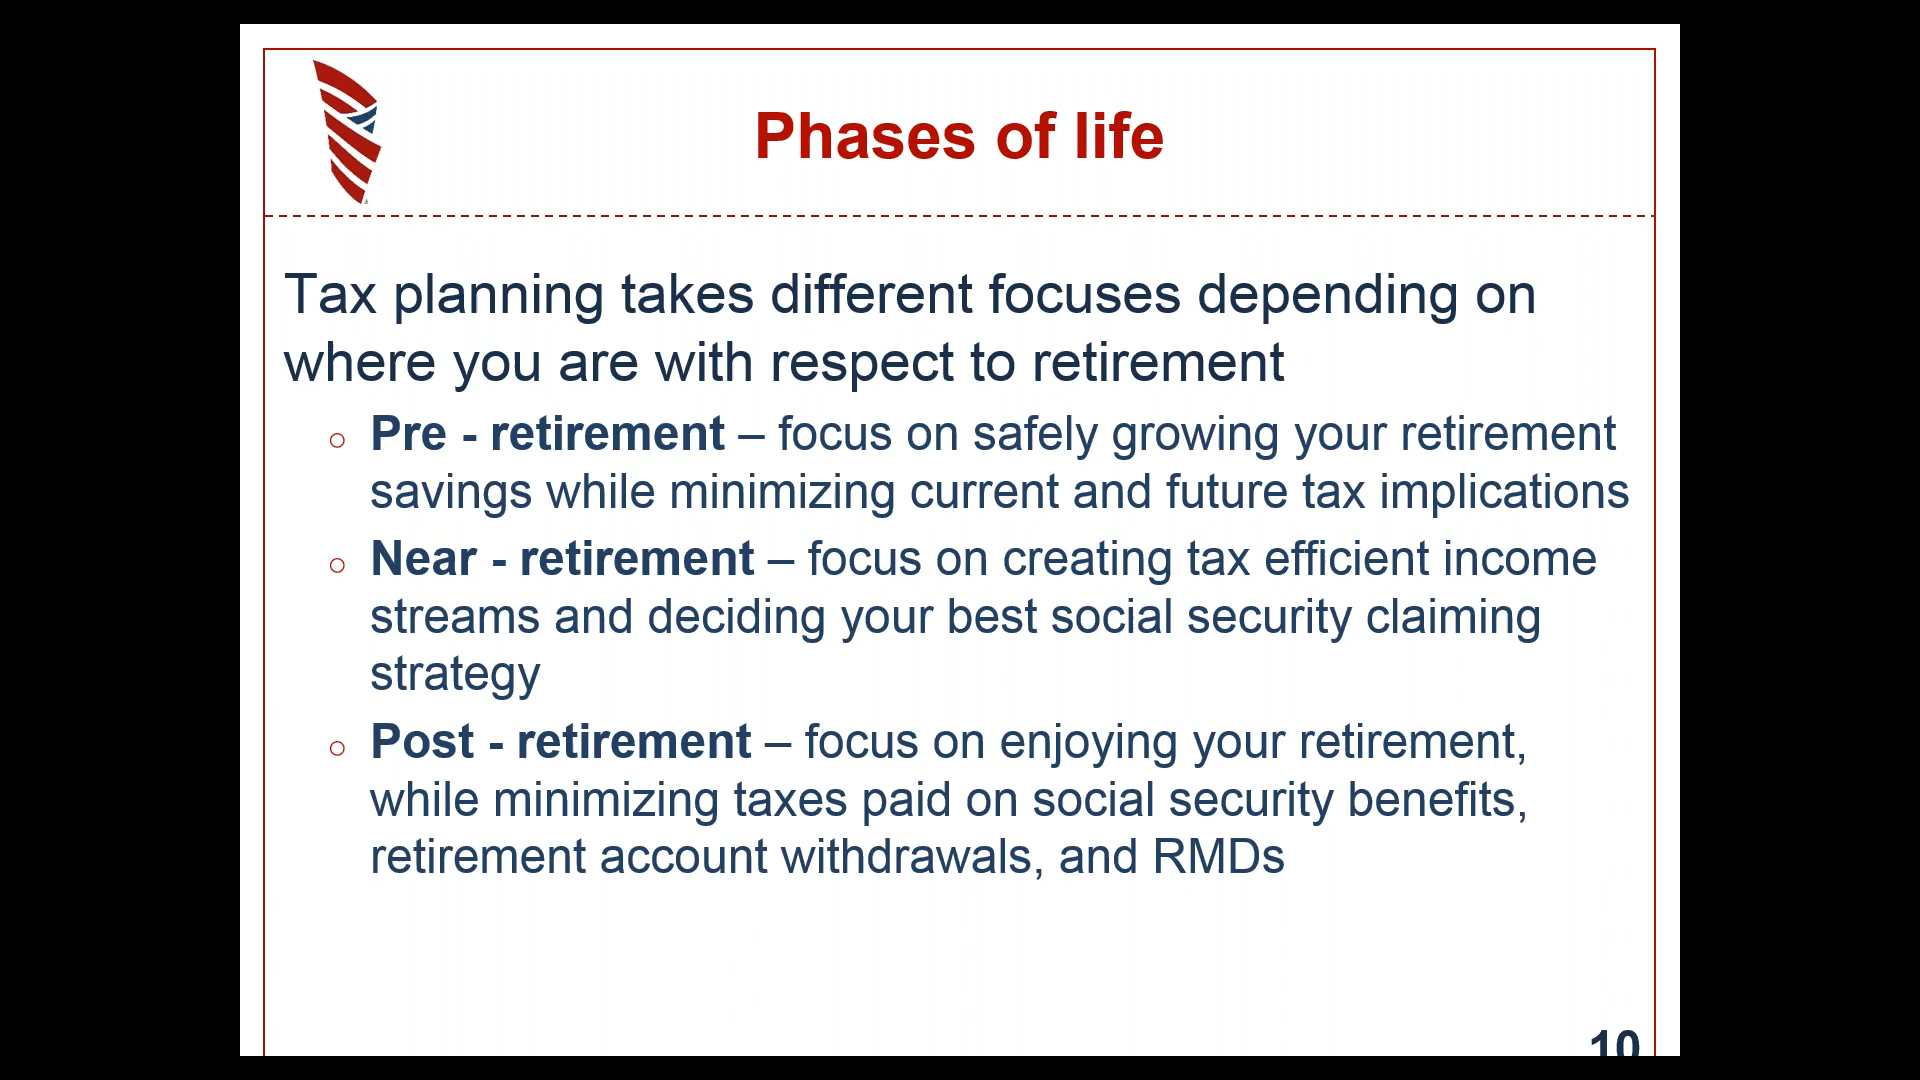 Phases of life
Tax planning takes different focuses depending on
where you are with respect to retirement
○ Pre - retirement – focus on safely growing your retirement
savings while minimizing current and future tax implications
○ Near - retirement – focus on creating tax efficient income
streams and deciding your best social security claiming
strategy
○ Post - retirement – focus on enjoying your retirement,
while minimizing taxes paid on social security benefits,
retirement account withdrawals, and RMDs
10